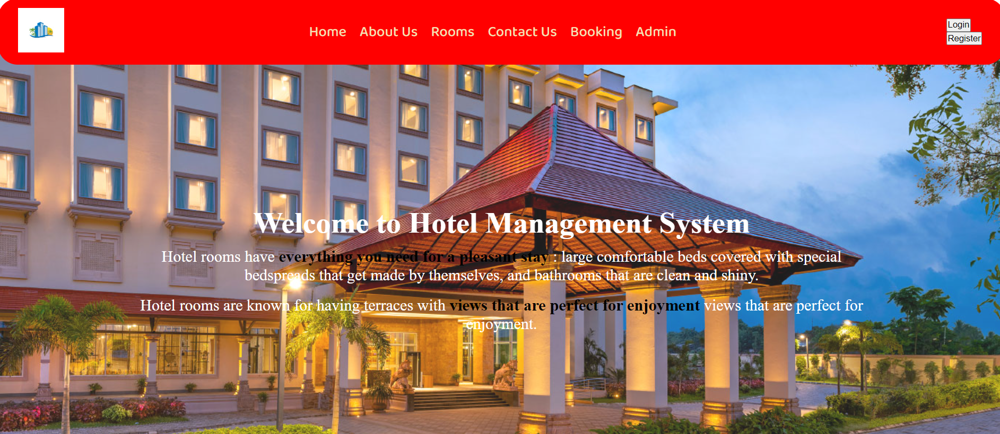 Home About Us Rooms Contact Us Booking Admin
Login
Register
Welcome to Hotel Management System
Hotel rooms have everything you need for a pleasant stay : large comfortable beds covered with special
bedspreads that get made by themselves, and bathrooms that are clean and shiny.
Hotel rooms are known for having terraces with views that are perfect for enjoyment views that are perfect for
enjoyment.